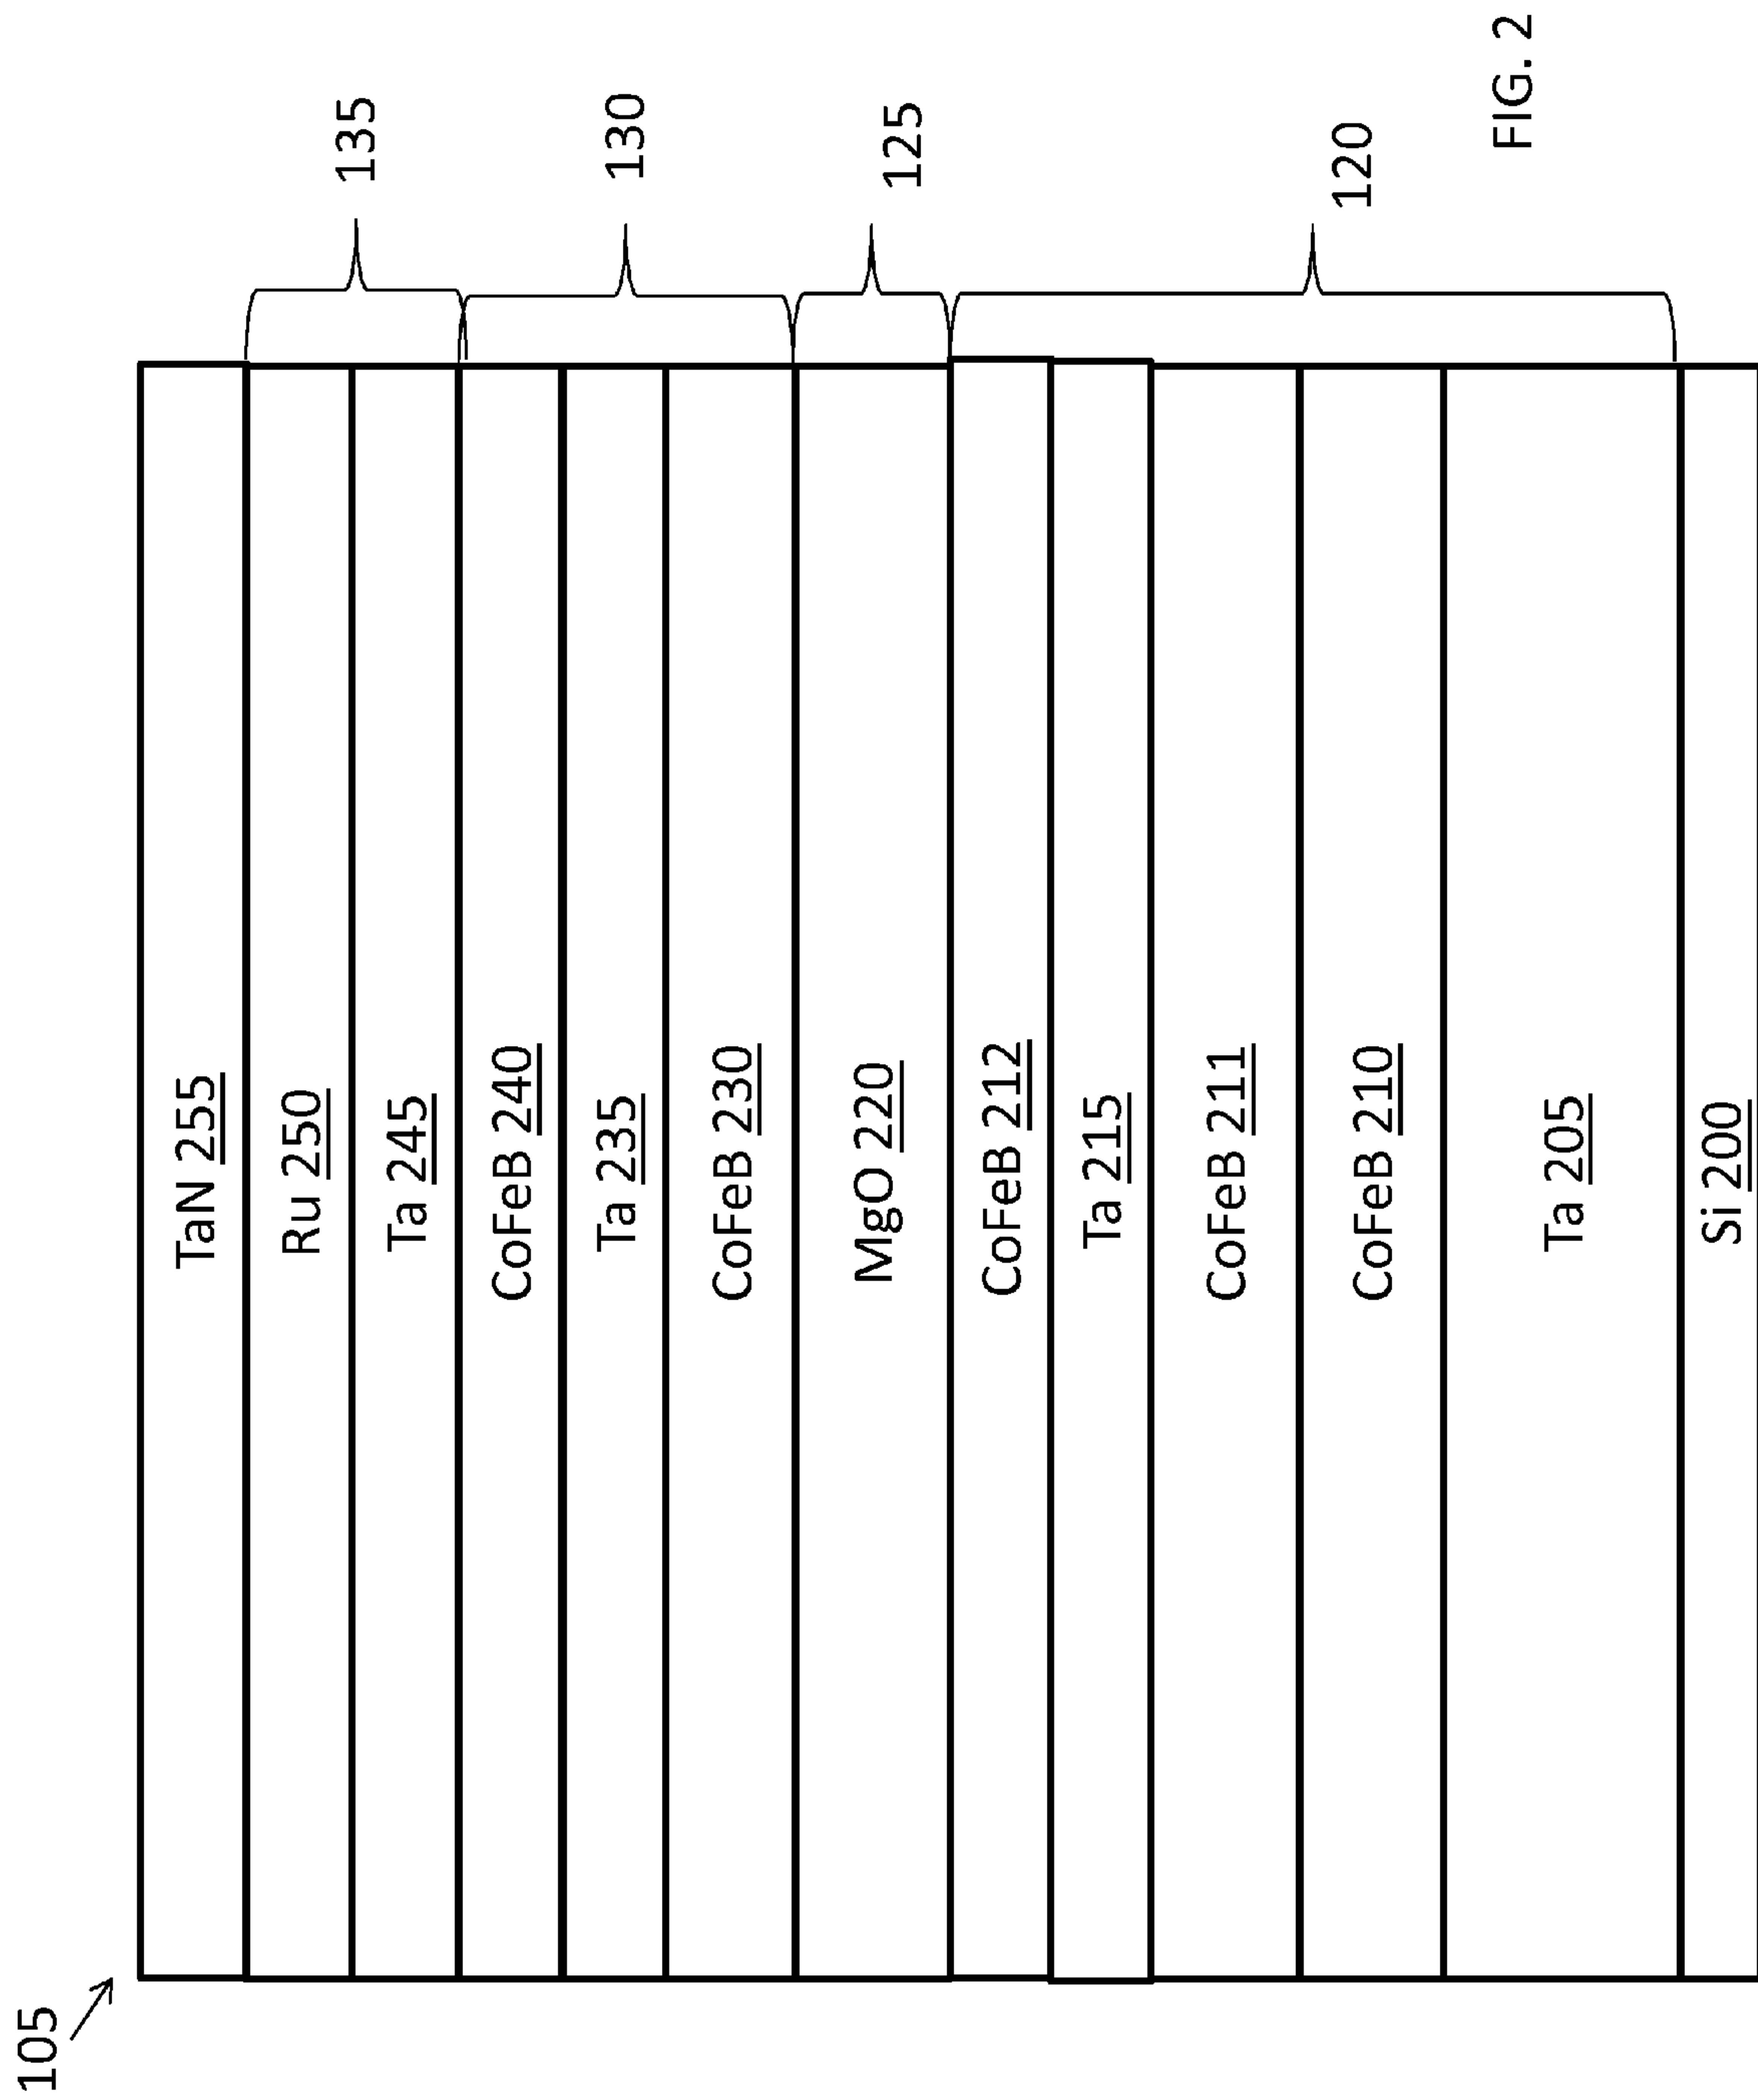 105
TaN 255
Ru 250
Ta 245
135
CoFeB 240
Ta 235
CoFeB 230
130
MgO 220
125
CoFeB 212
Ta 215
CoFeB 211
CoFeB 210
Ta 205
120
Si 200
FIG. 2